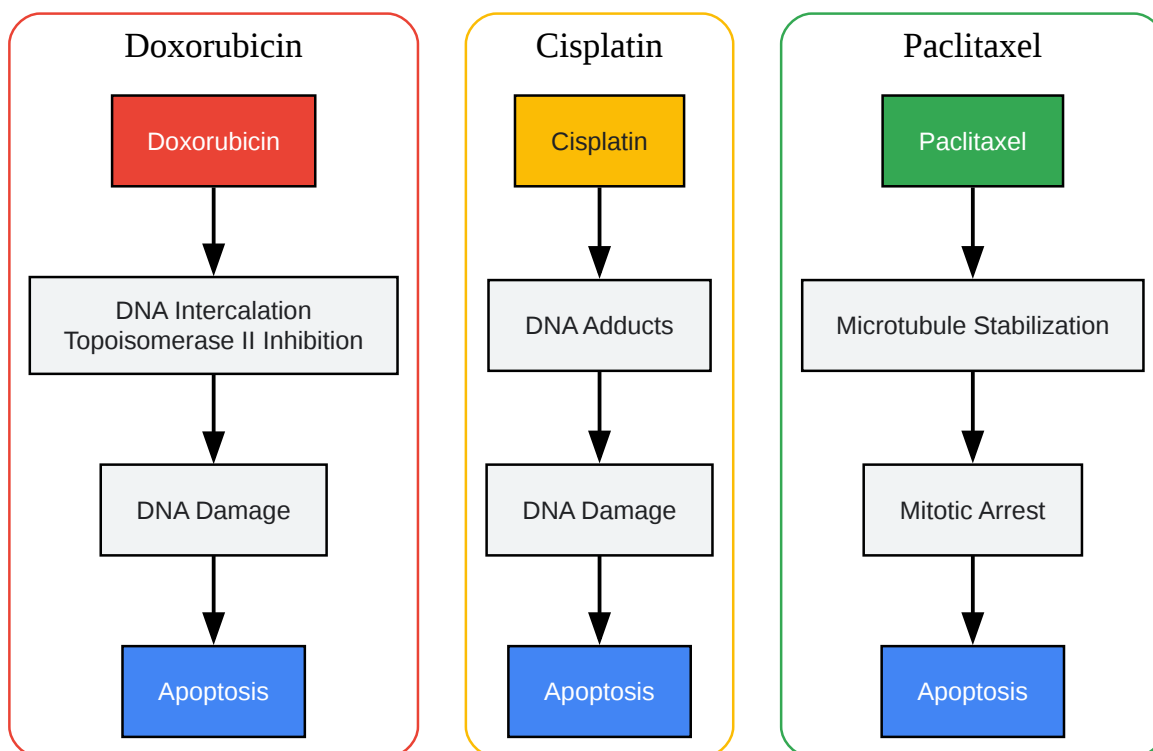 Doxorubicin
Doxorubicin
DNA Intercalation
Topoisomerase II Inhibition
DNA Damage
Apoptosis
Cisplatin
Cisplatin
DNA Adducts
DNA Damage
Apoptosis
Paclitaxel
Paclitaxel
Microtubule Stabilization
Mitotic Arrest
Apoptosis